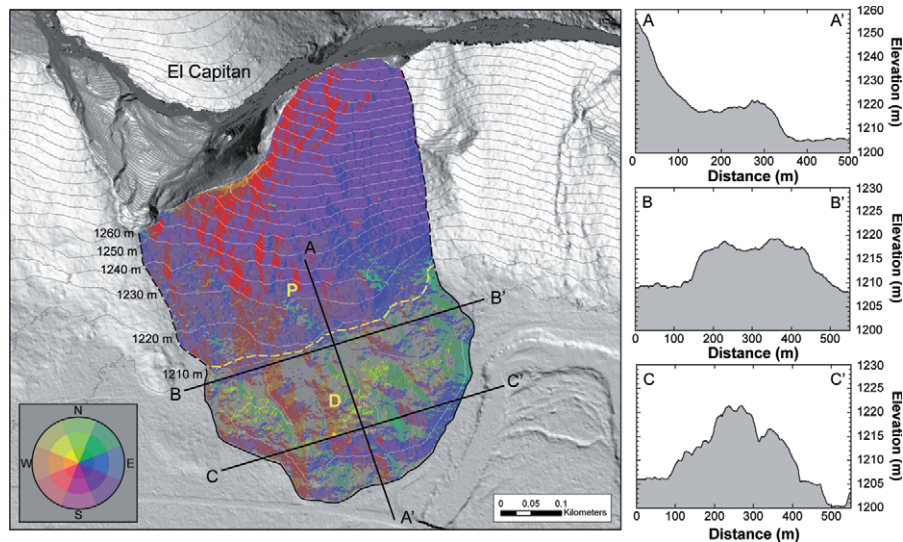 El Capitan
1260 m
1250 m
1240 m
1230 m
1220 m
1210 m
A
P
B'
B
C'
D
C
A'
N
W
E
S
0 0.05 0.1
Kilometers
A
A'
1260
1250
1240
1230
1220
1210
1200
Elevation (m)
0 100 200 300 400 500
Distance (m)
B
B'
1230
1225
1220
1215
1210
1205
1200
Elevation (m)
0 100 200 300 400 500
Distance (m)
C
C'
1230
1225
1220
1215
1210
1205
1200
Elevation (m)
0 100 200 300 400 500
Distance (m)